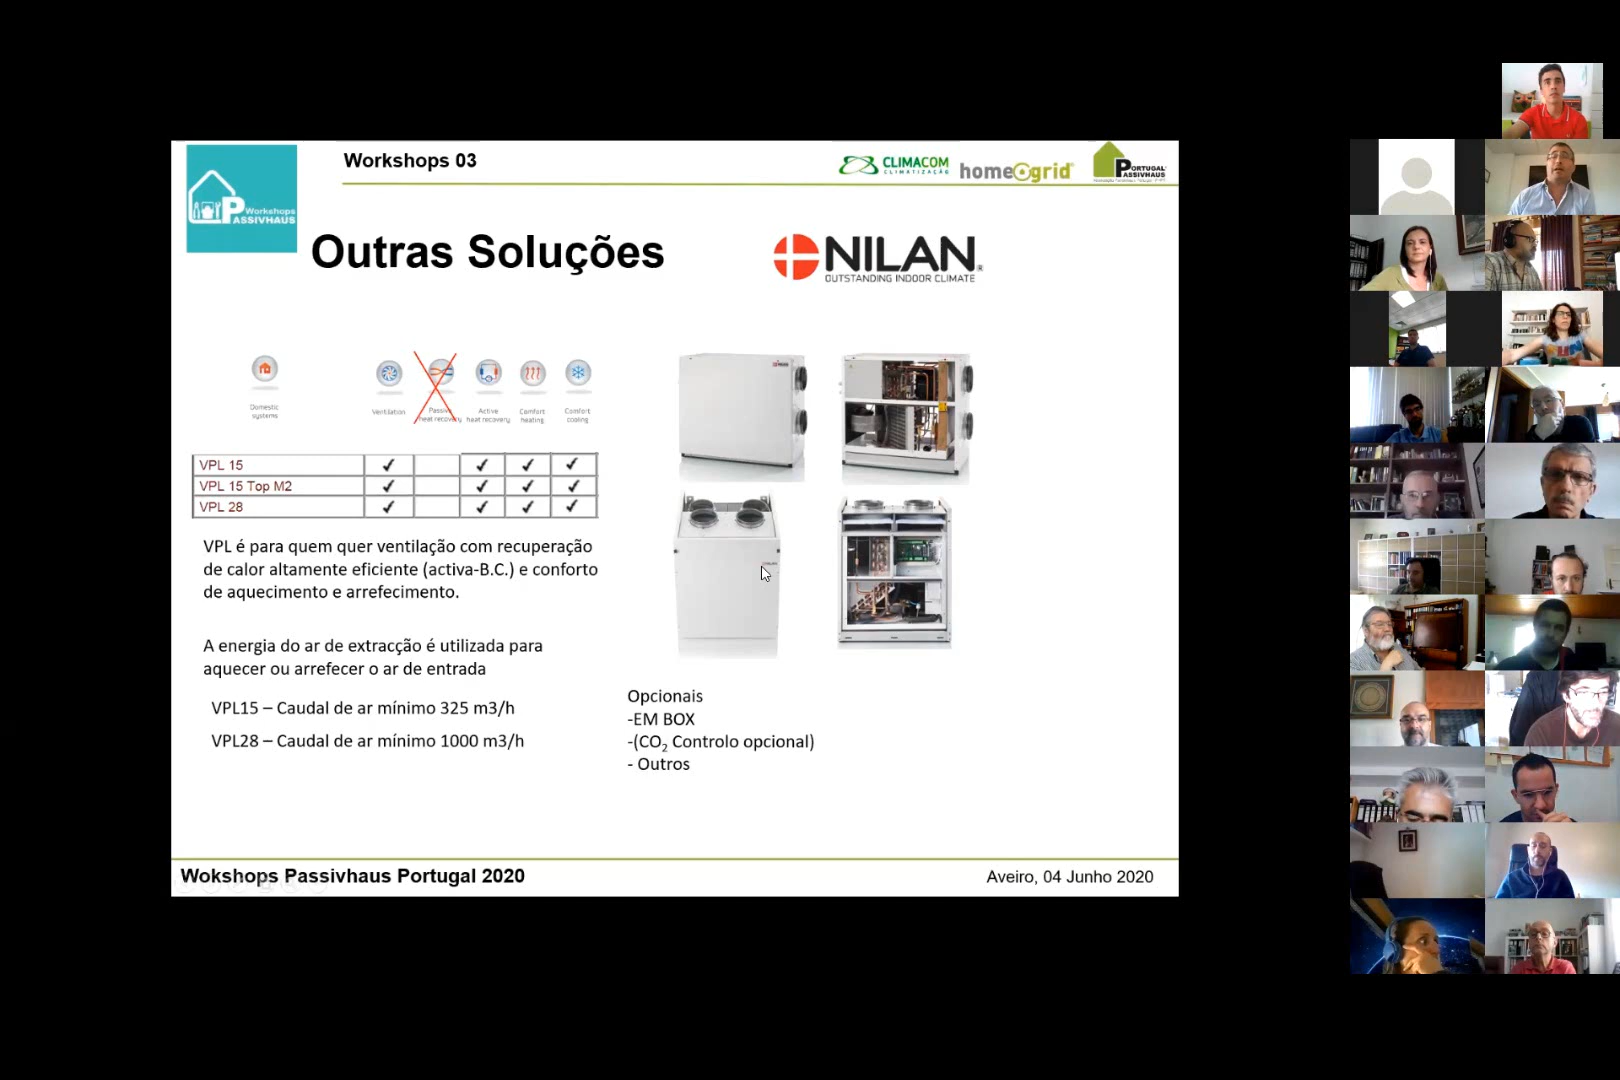 Workshops 03
CLIMACOM
CLIMATIZAÇÃO
homegrid
PORTUGAL
PASSIVHAUS
Workshops
PASSIVHAUS
Outras Soluções
NILAN®
OUTSTANDING INDOOR CLIMATE
Domestic systems
Ventilation
Passive heat recovery
Active heat recovery
Comfort heating
Comfort cooling
VPL 15 ✓ ✓ ✓ ✓
VPL 15 Top M2 ✓ ✓ ✓ ✓
VPL 28 ✓ ✓ ✓ ✓
VPL é para quem quer ventilação com recuperação
de calor altamente eficiente (activa-B.C.) e conforto
de aquecimento e arrefecimento.
A energia do ar de extracção é utilizada para
aquecer ou arrefecer o ar de entrada
VPL15 – Caudal de ar mínimo 325 m3/h
VPL28 – Caudal de ar mínimo 1000 m3/h
Opcionais
-EM BOX
-(CO₂ Controlo opcional)
- Outros
Wokshops Passivhaus Portugal 2020
Aveiro, 04 Junho 2020